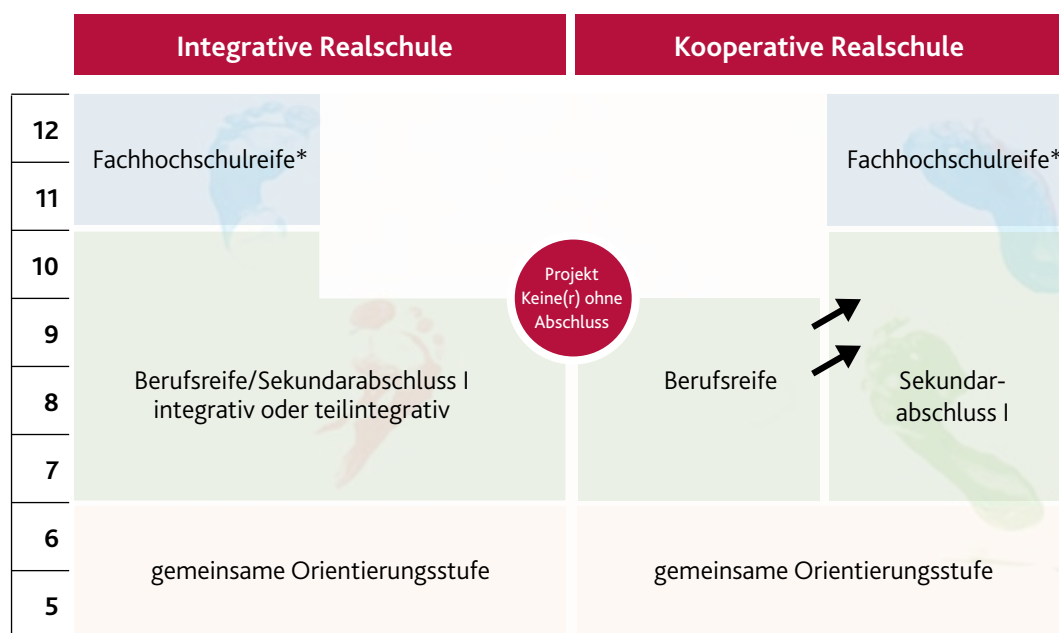 Integrative Realschule
Kooperative Realschule
12
11
10
9
8
7
6
5
Fachhochschulreife*
Fachhochschulreife*
Projekt
Keine(r) ohne
Abschluss
Berufsreife/Sekundarabschluss I
integrativ oder teilintegrativ
Berufsreife
Sekundar-
abschluss I
gemeinsame Orientierungsstufe
gemeinsame Orientierungsstufe